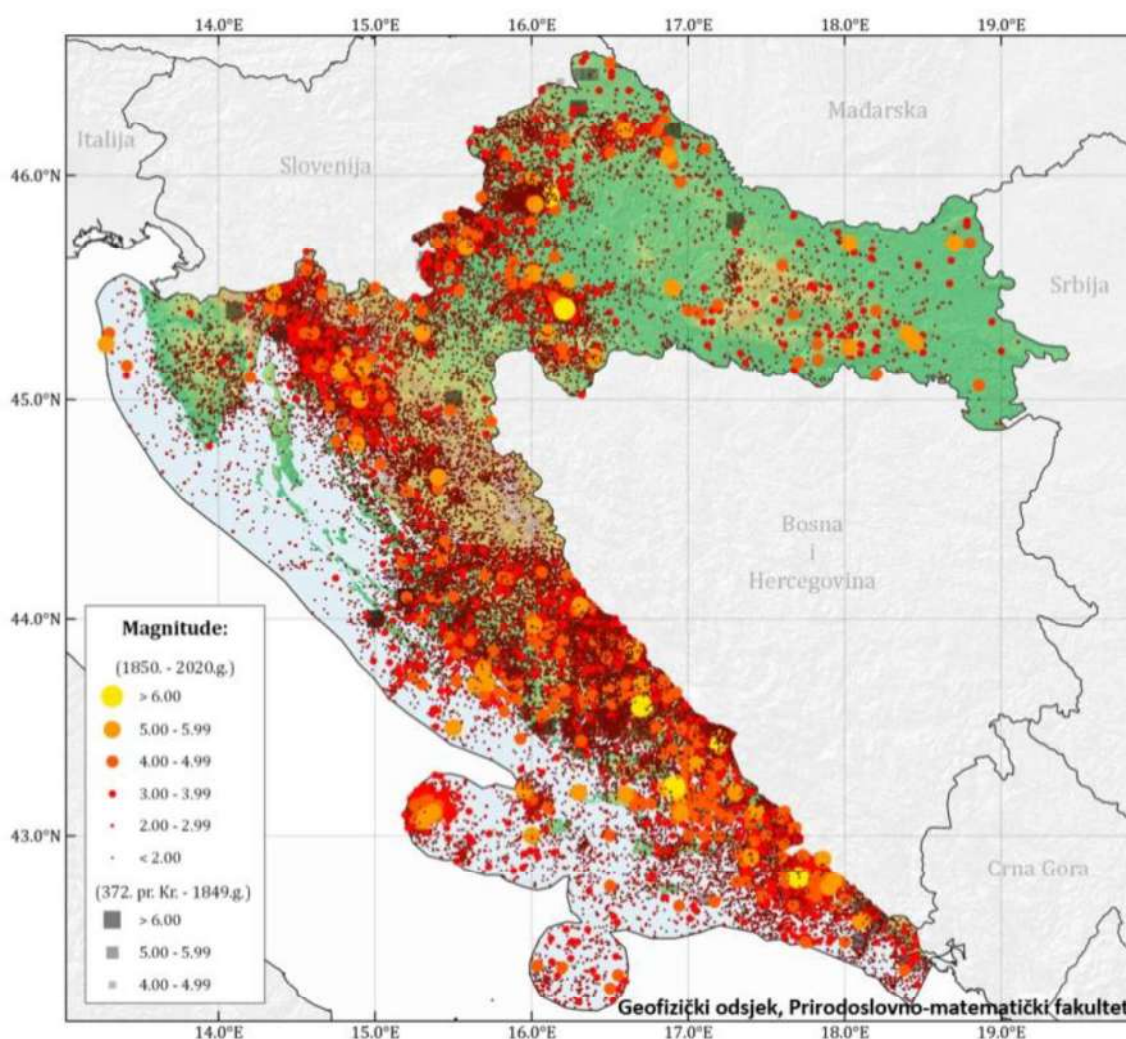 14.0°E 15.0°E 16.0°E 17.0°E 18.0°E 19.0°E
Italija
Slovenija
Mađarska
46.0°N
Srbija
45.0°N
Bosna
i
Hercegovina
44.0°N
Magnitude:
(1850. - 2020.g.)
> 6.00
5.00 - 5.99
4.00 - 4.99
3.00 - 3.99
2.00 - 2.99
< 2.00
(372. pr. Kr. - 1849.g.)
> 6.00
5.00 - 5.99
4.00 - 4.99
43.0°N
Crna Gora
Geofizički odsjek, Prirodoslovno-matematički fakultet
14.0°E 15.0°E 16.0°E 17.0°E 18.0°E 19.0°E